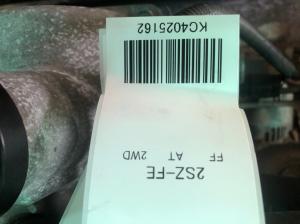 2SZ-FE
FF AT 2WD
KC4025162